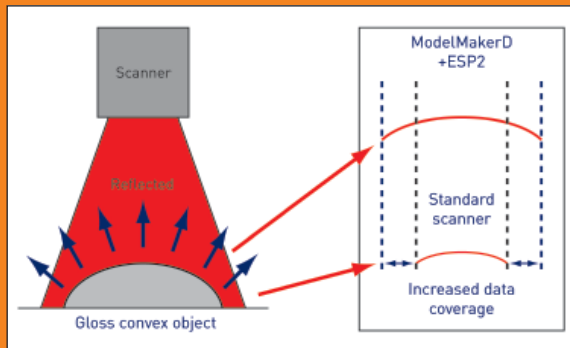 Scanner
Reflected
Gloss convex object
ModelMakerD
+ESP2
Standard
scanner
Increased data
coverage